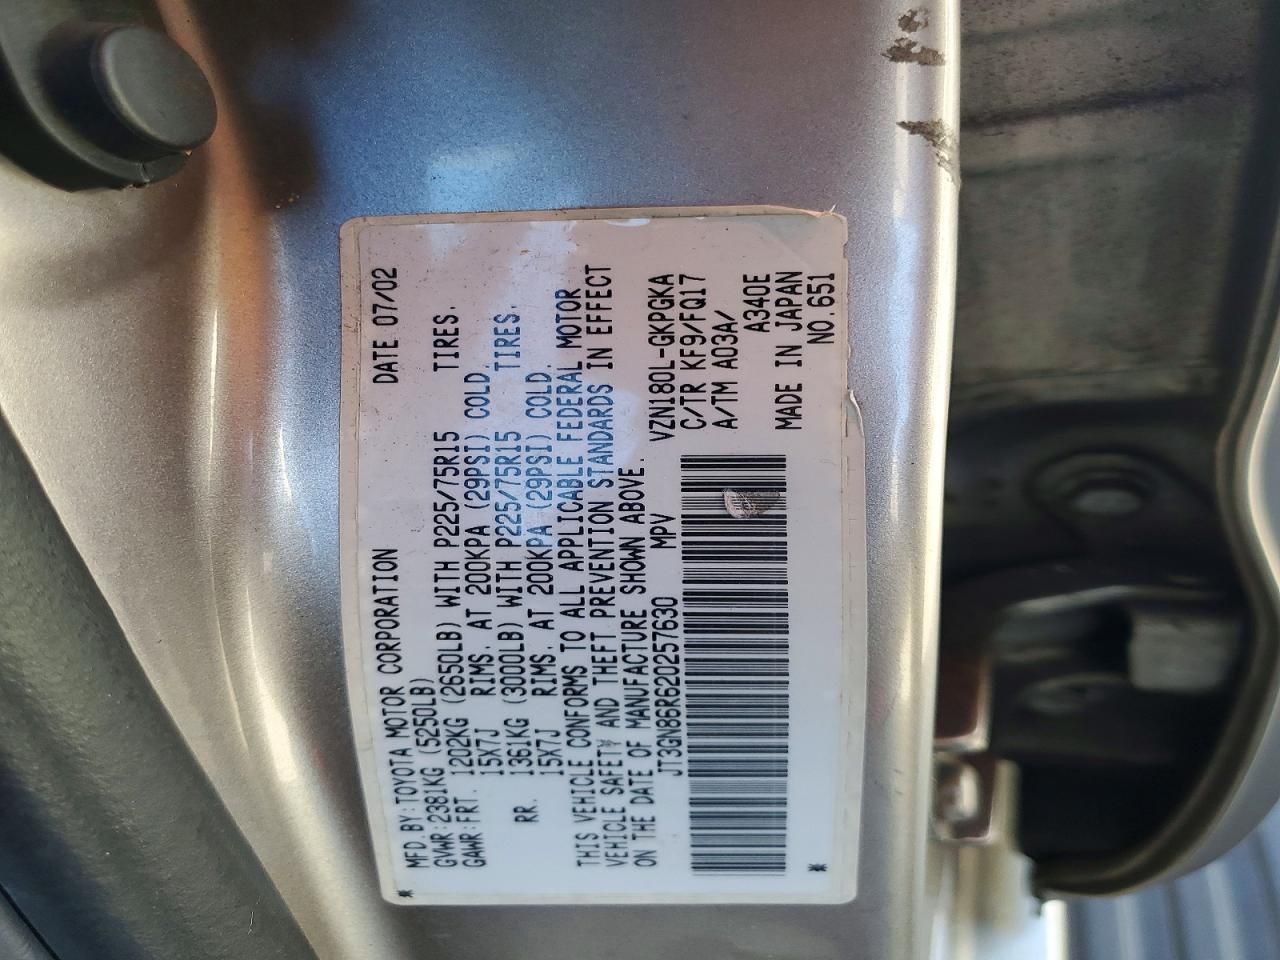 MFD.BY:TOYOTA MOTOR CORPORATION DATE 07/02
GVWR:2381KG (5250LB)
GAWR:FRT. 1202KG (2650LB) WITH P225/75R15 TIRES.
15X7J RIMS. AT 200KPA (29PSI) COLD.
RR. 1361KG (3000LB) WITH P225/75R15 TIRES.
15X7J RIMS. AT 200KPA (29PSI) COLD.
THIS VEHICLE CONFORMS TO ALL APPLICABLE FEDERAL MOTOR
VEHICLE SAFETY AND THEFT PREVENTION STANDARDS IN EFFECT
ON THE DATE OF MANUFACTURE SHOWN ABOVE.
JT3GN86R620257630 MPV VZN180L-GKPGKA
C/TR KF9/FQ17
A/TM A03A/
A340E
MADE IN JAPAN
* * NO.651